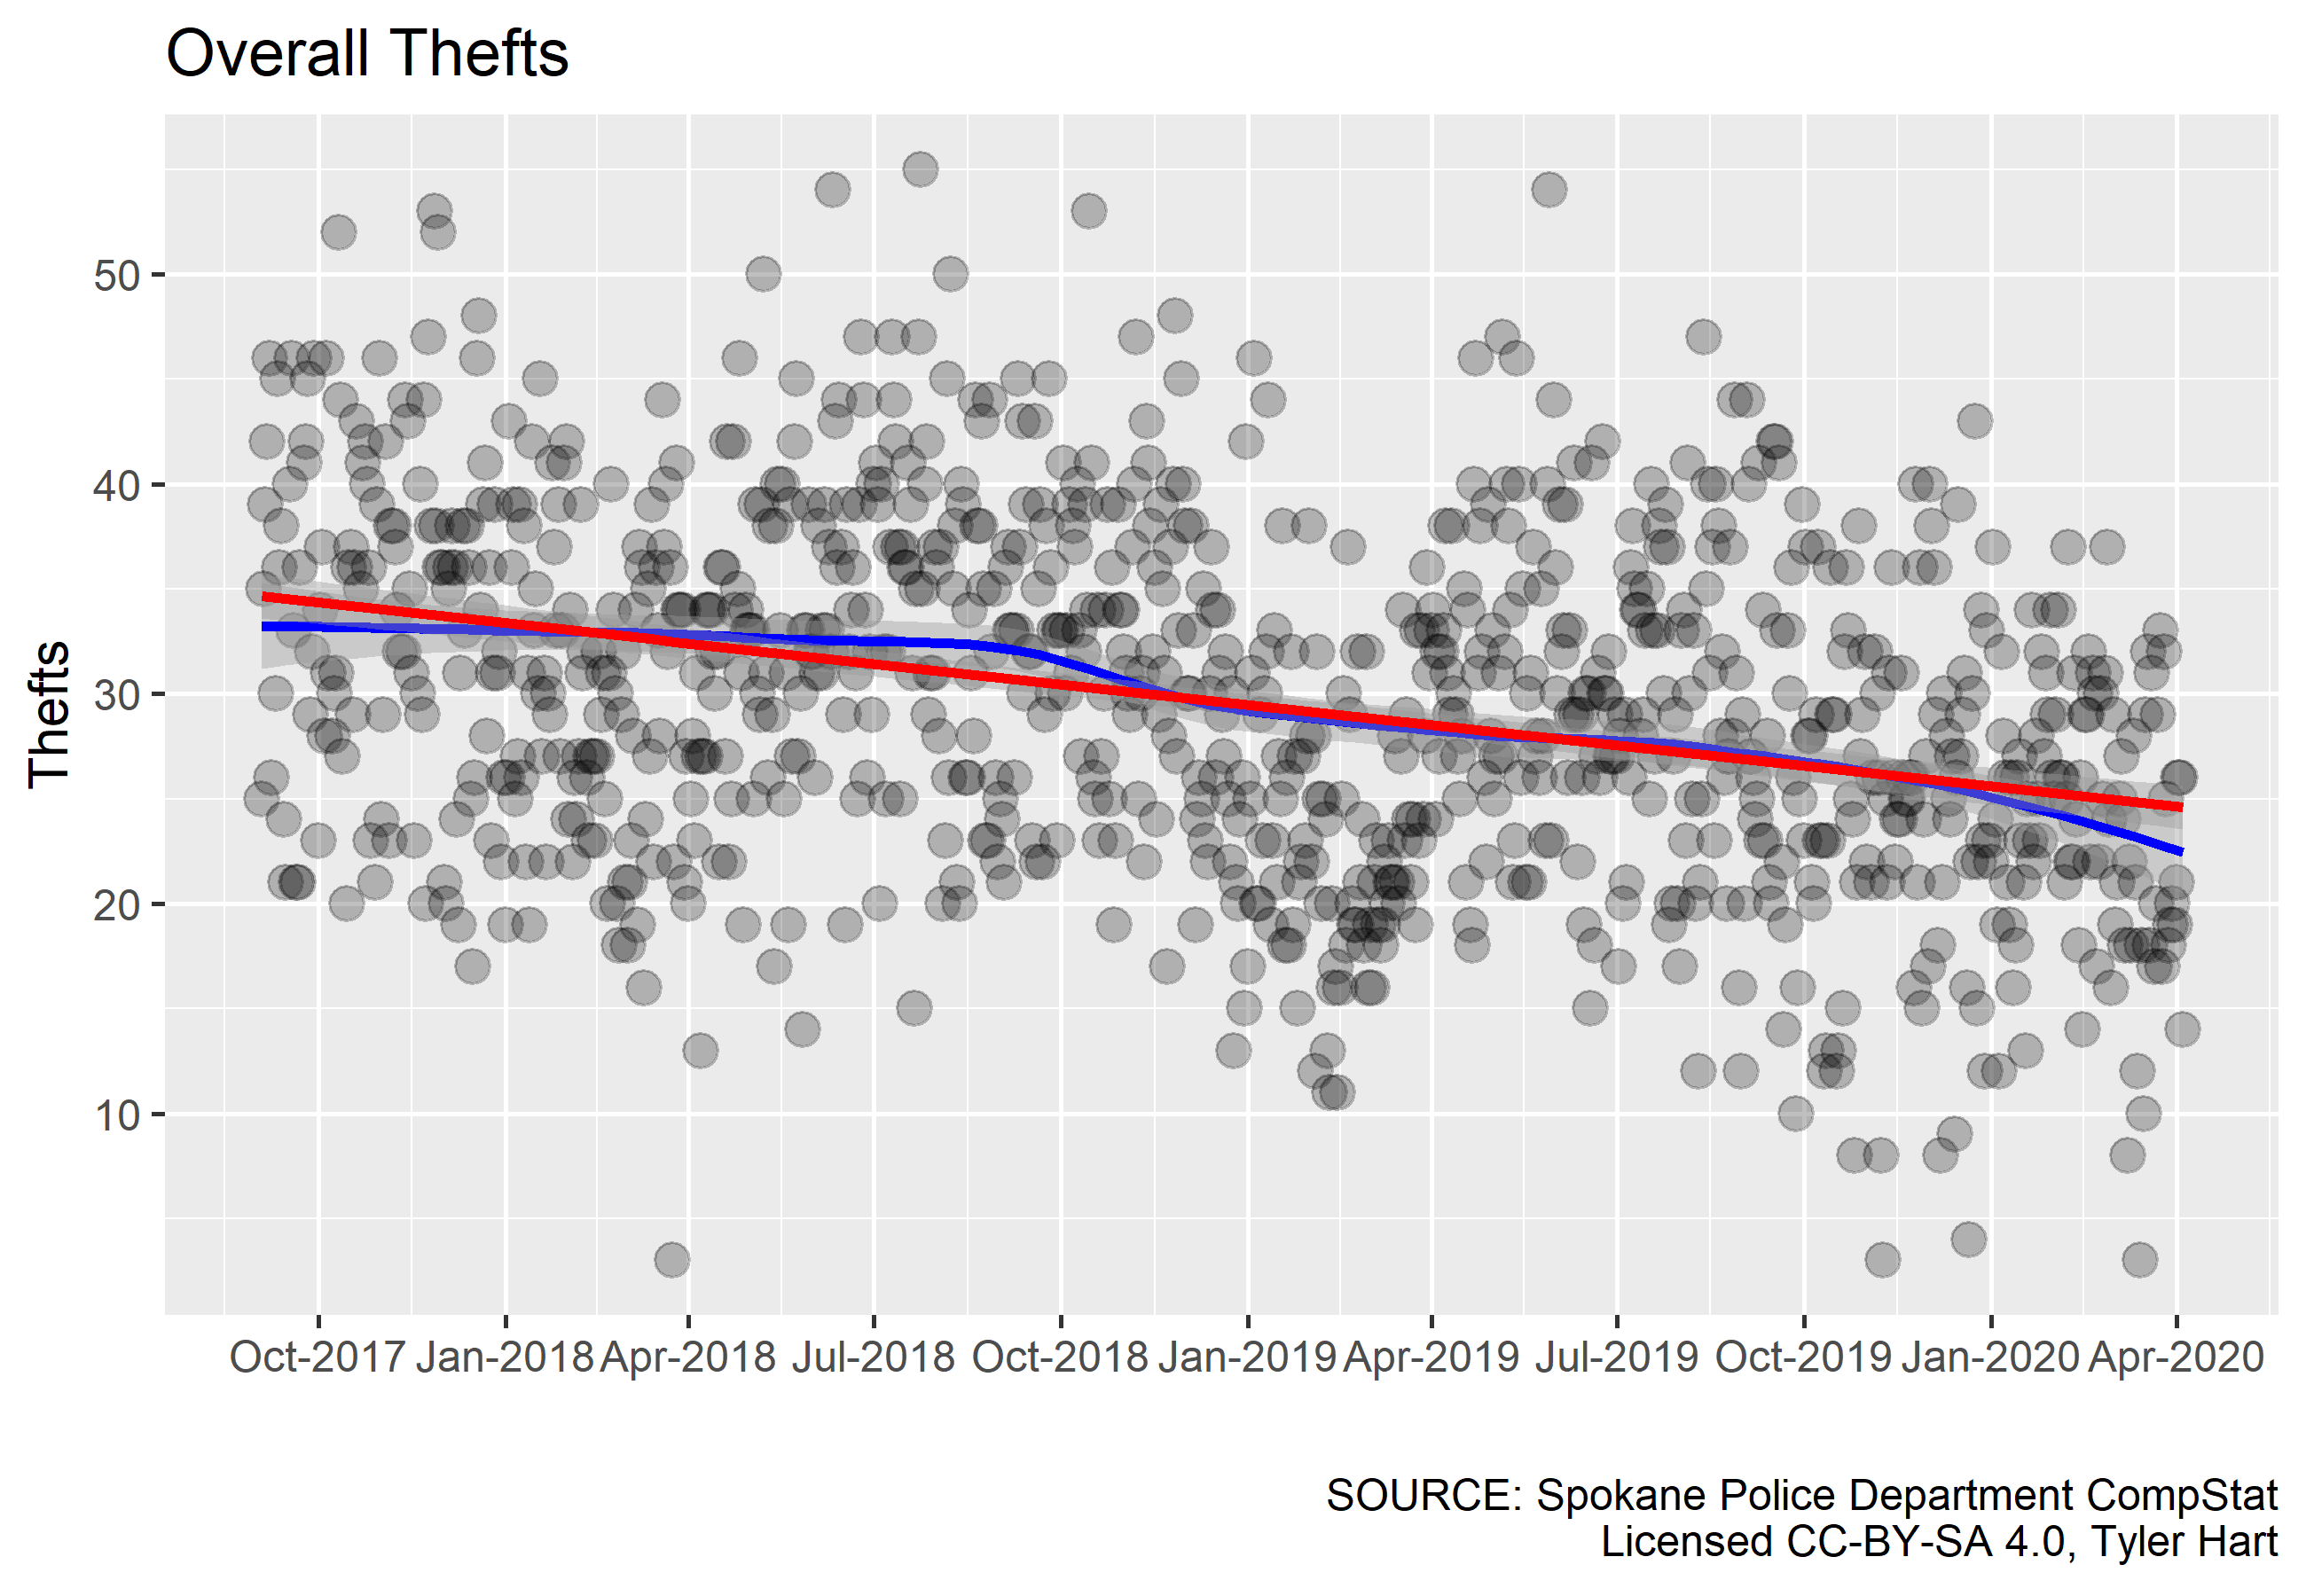 Overall Thefts
Thefts
50
40
30
20
10
Oct-2017 Jan-2018 Apr-2018 Jul-2018 Oct-2018 Jan-2019 Apr-2019 Jul-2019 Oct-2019 Jan-2020 Apr-2020
SOURCE: Spokane Police Department CompStat
Licensed CC-BY-SA 4.0, Tyler Hart